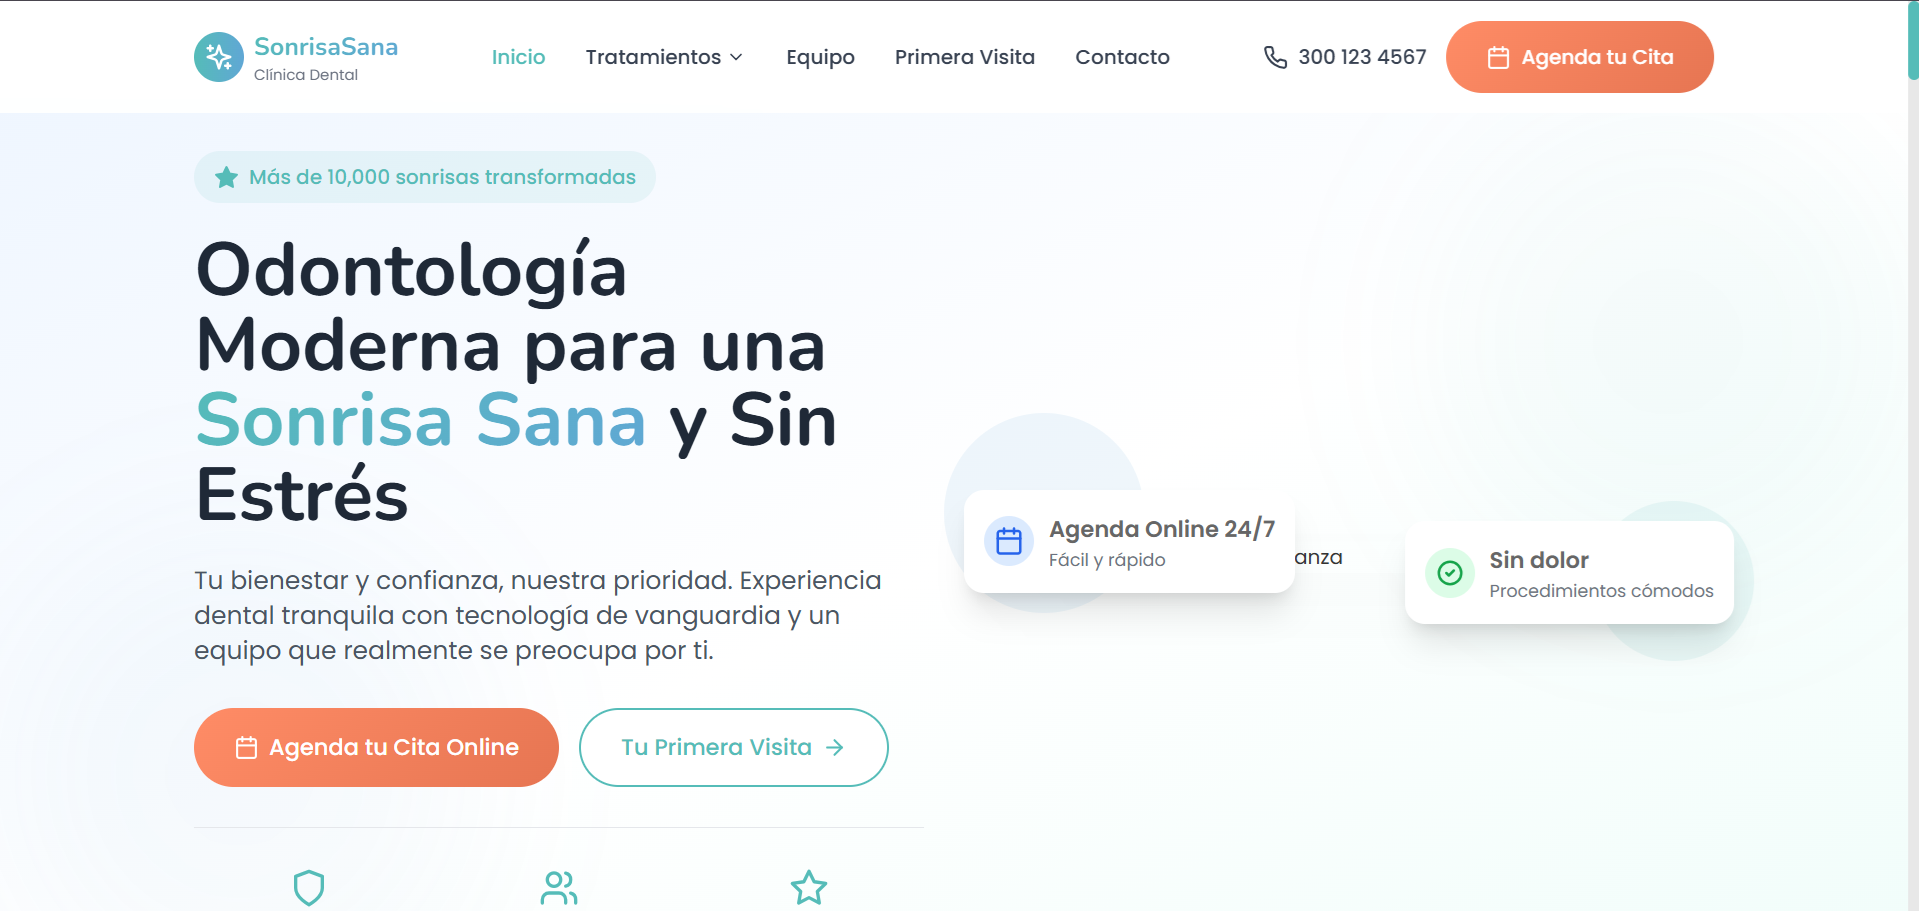 SonrisaSana
Clínica Dental
Inicio
Tratamientos
Equipo
Primera Visita
Contacto
300 123 4567
Agenda tu Cita
Más de 10,000 sonrisas transformadas
Odontología
Moderna para una
Sonrisa Sana y Sin
Estrés
Tu bienestar y confianza, nuestra prioridad. Experiencia
dental tranquila con tecnología de vanguardia y un
equipo que realmente se preocupa por ti.
Agenda tu Cita Online
Tu Primera Visita
Agenda Online 24/7
Fácil y rápido
anza
Sin dolor
Procedimientos cómodos